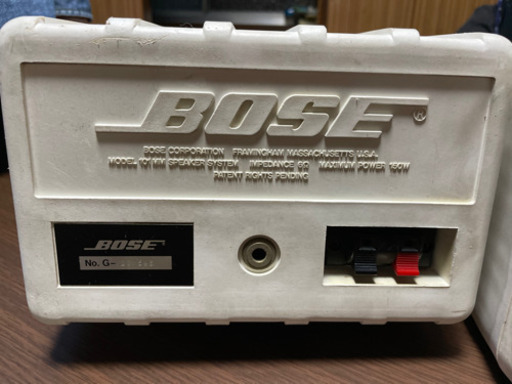 BOSE®
BOSE CORPORATION FRAMINGHAM MASSACHUSETTS U.S.A.
MODEL 101MM SPEAKER SYSTEM IMPEDANCE 6Ω MAXIMUM POWER 150W
PATENT RIGHTS PENDING
BOSE
No. G-